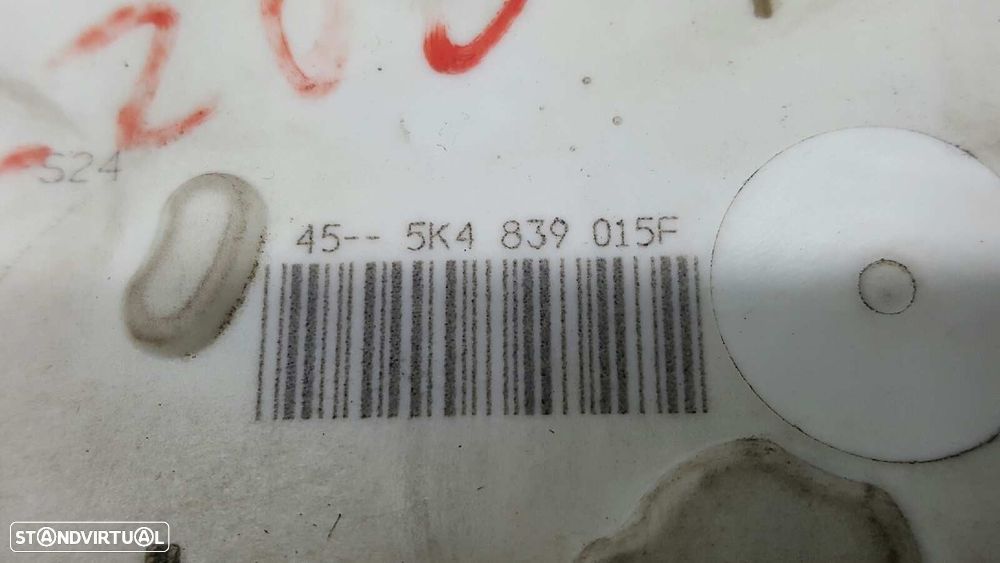 S24
45-- 5K4 839 015F
STANDVIRTUAL